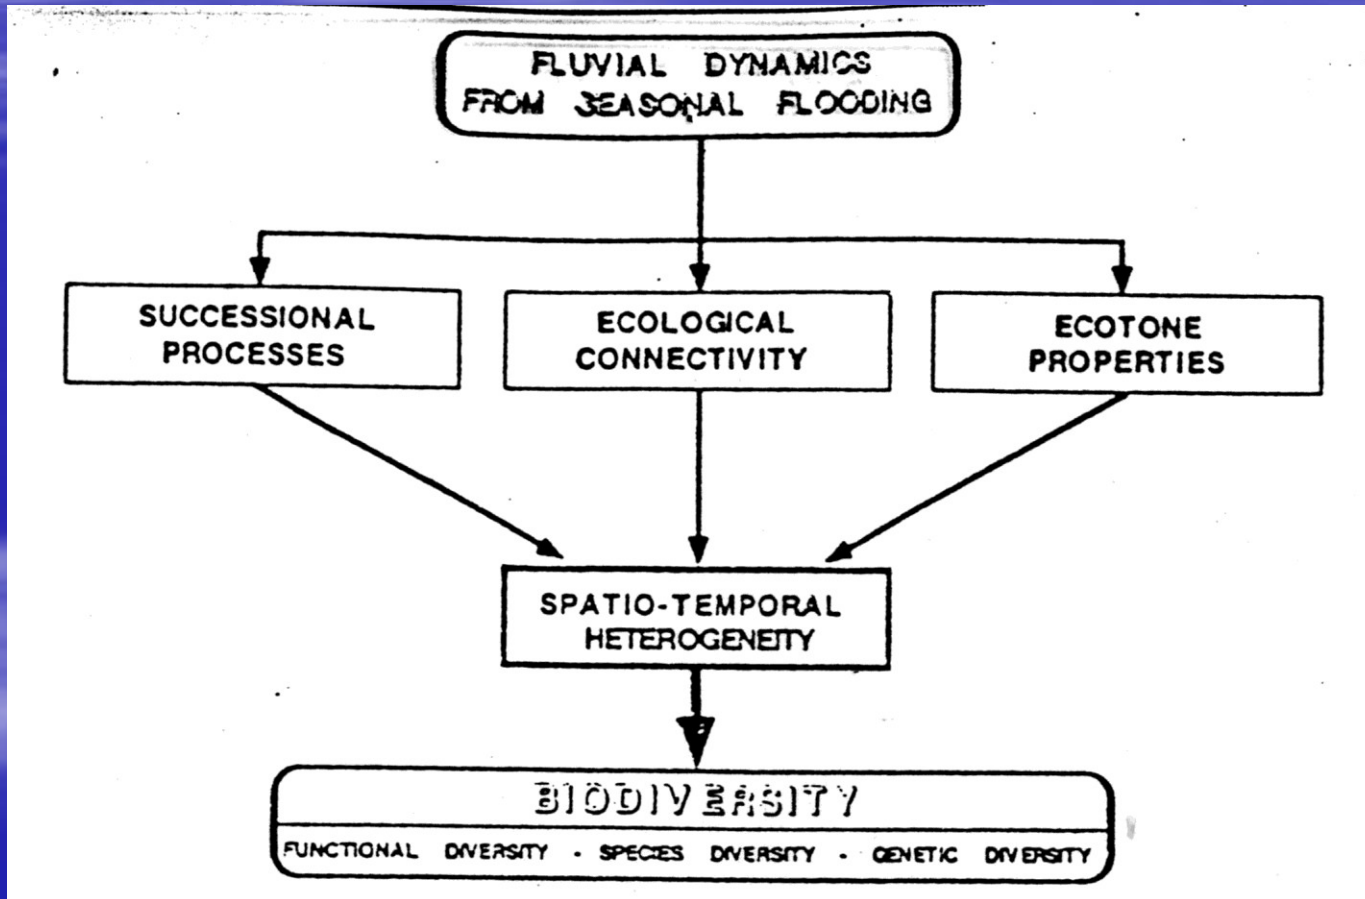 FLUVIAL DYNAMICS
FROM SEASONAL FLOODING
SUCCESSIONAL
PROCESSES
ECOLOGICAL
CONNECTIVITY
ECOTONE
PROPERTIES
SPATIO-TEMPORAL
HETEROGENEITY
BIODIVERSITY
FUNCTIONAL DIVERSITY - SPECIES DIVERSITY - GENETIC DIVERSITY